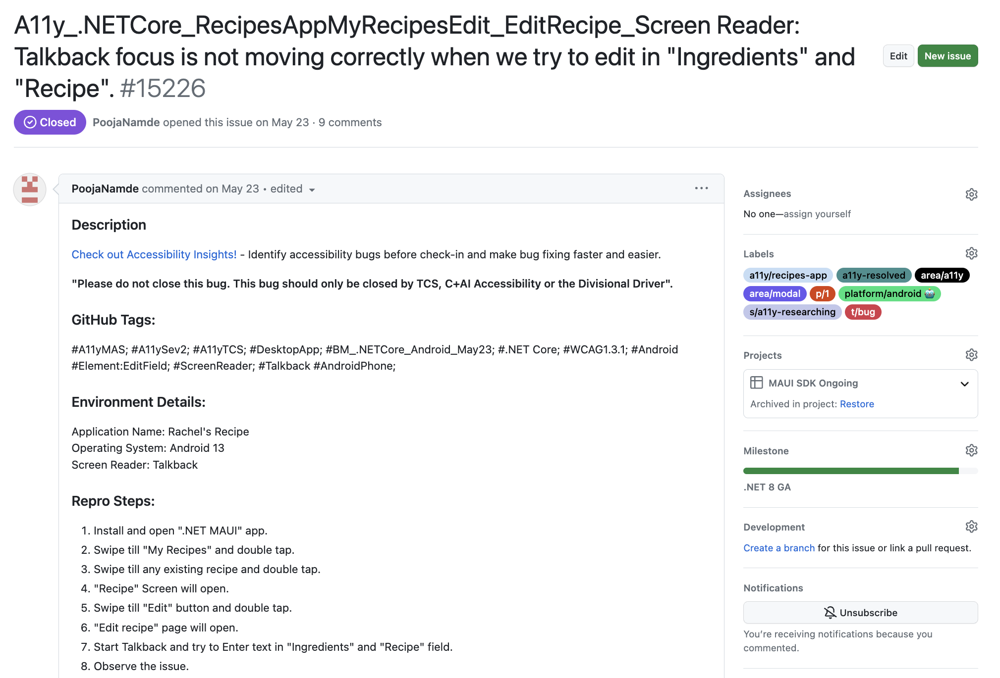 A11y_.NETCore_RecipesAppMyRecipesEdit_EditRecipe_Screen Reader:
Talkback focus is not moving correctly when we try to edit in "Ingredients" and
"Recipe". #15226
Edit
New issue
Closed
PoojaNamde opened this issue on May 23 · 9 comments
PoojaNamde commented on May 23 • edited
Description
Check out Accessibility Insights! - Identify accessibility bugs before check-in and make bug fixing faster and easier.
"Please do not close this bug. This bug should only be closed by TCS, C+AI Accessibility or the Divisional Driver".
GitHub Tags:
#A11yMAS; #A11ySev2; #A11yTCS; #DesktopApp; #BM_.NETCore_Android_May23; #.NET Core; #WCAG1.3.1; #Android
#Element:EditField; #ScreenReader; #Talkback #AndroidPhone;
Environment Details:
Application Name: Rachel's Recipe
Operating System: Android 13
Screen Reader: Talkback
Repro Steps:
1. Install and open ".NET MAUI" app.
2. Swipe till "My Recipes" and double tap.
3. Swipe till any existing recipe and double tap.
4. "Recipe" Screen will open.
5. Swipe till "Edit" button and double tap.
6. "Edit recipe" page will open.
7. Start Talkback and try to Enter text in "Ingredients" and "Recipe" field.
8. Observe the issue.
Assignees
No one—assign yourself
Labels
a11y/recipes-app a11y-resolved area/a11y
area/modal p/1 platform/android 🤖
s/a11y-researching t/bug
Projects
MAUI SDK Ongoing
Archived in project: Restore
Milestone
.NET 8 GA
Development
Create a branch for this issue or link a pull request.
Notifications
Unsubscribe
You’re receiving notifications because you
commented.